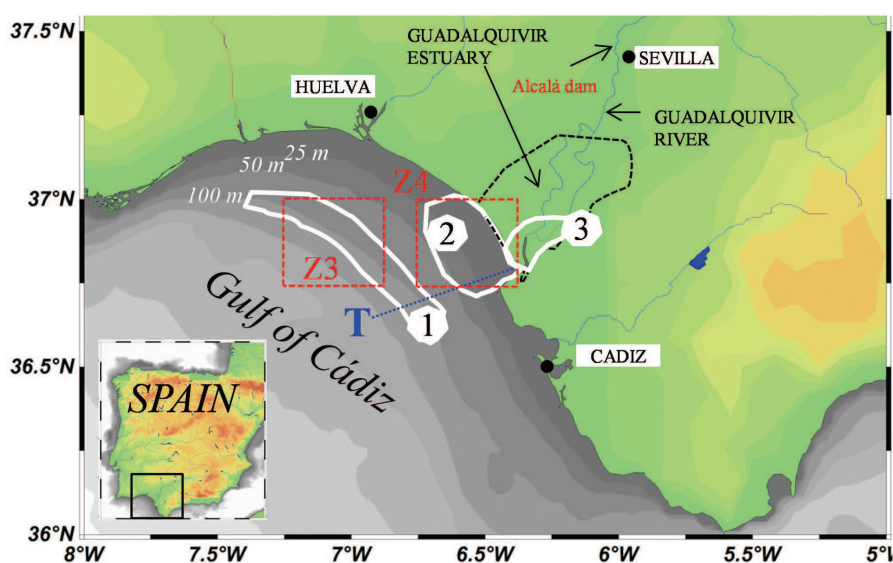 37.5°N
37°N
36.5°N
36°N
8°W
7.5°W
7°W
6.5°W
6°W
5.5°W
5°W
GUADALQUIVIR
ESTUARY
SEVILLA
Alcalá dam
HUELVA
GUADALQUIVIR
RIVER
25 m
50 m
100 m
Z4
2
3
Z3
T
1
Gulf of Cádiz
CADIZ
SPAIN